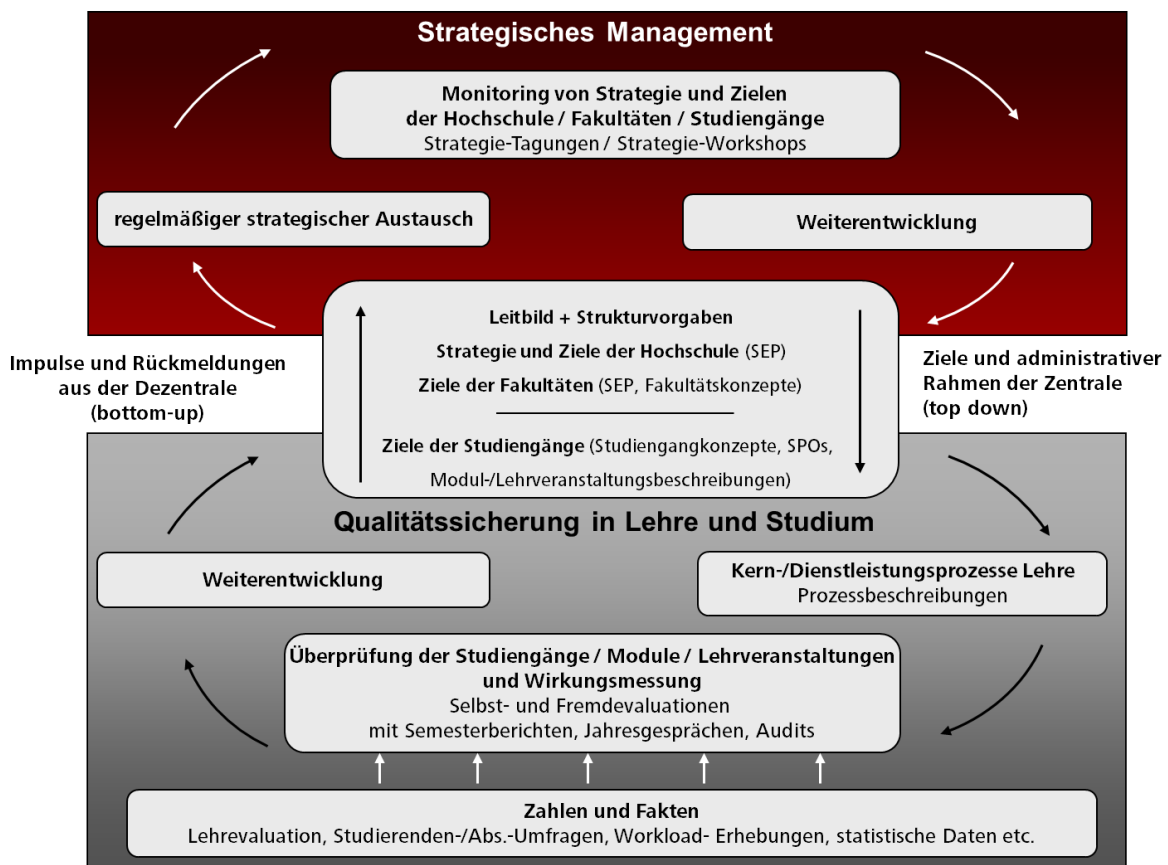 Strategisches Management
Monitoring von Strategie und Zielen
der Hochschule / Fakultäten / Studiengänge
Strategie-Tagungen / Strategie-Workshops
regelmäßiger strategischer Austausch
Weiterentwicklung
Leitbild + Strukturvorgaben
Strategie und Ziele der Hochschule (SEP)
Ziele der Fakultäten (SEP, Fakultätskonzepte)
Ziele der Studiengänge (Studiengangkonzepte, SPOs,
Modul-/Lehrveranstaltungsbeschreibungen)
Impulse und Rückmeldungen
aus der Dezentrale
(bottom-up)
Ziele und administrativer
Rahmen der Zentrale
(top down)
Qualitätssicherung in Lehre und Studium
Weiterentwicklung
Kern-/Dienstleistungsprozesse Lehre
Prozessbeschreibungen
Überprüfung der Studiengänge / Module / Lehrveranstaltungen
und Wirkungsmessung
Selbst- und Fremdevaluationen
mit Semesterberichten, Jahresgesprächen, Audits
Zahlen und Fakten
Lehrevaluation, Studierenden-/Abs.-Umfragen, Workload- Erhebungen, statistische Daten etc.